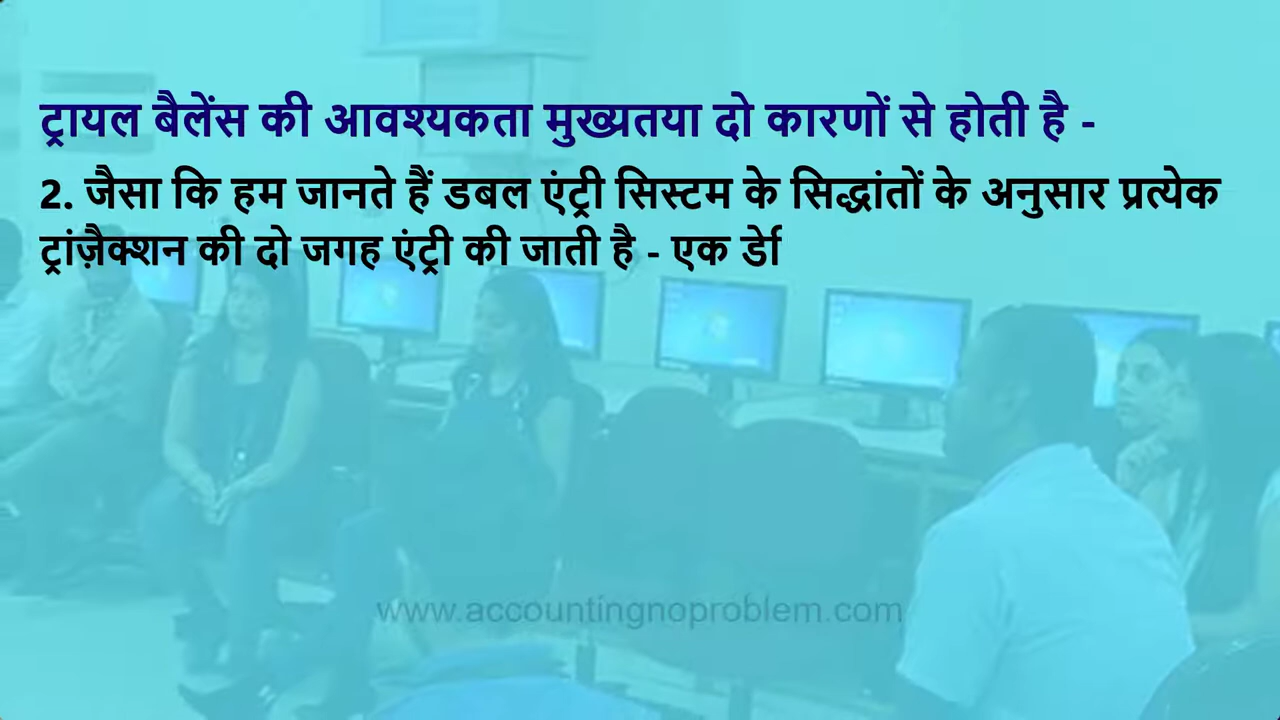 ट्रायल बैलेंस की आवश्यकता मुख्यतया दो कारणों से होती है -
2. जैसा कि हम जानते हैं डबल एंट्री सिस्टम के सिद्धांतों के अनुसार प्रत्येक
ट्रांज़ैक्शन की दो जगह एंट्री की जाती है - एक
www.accountingnoproblem.com